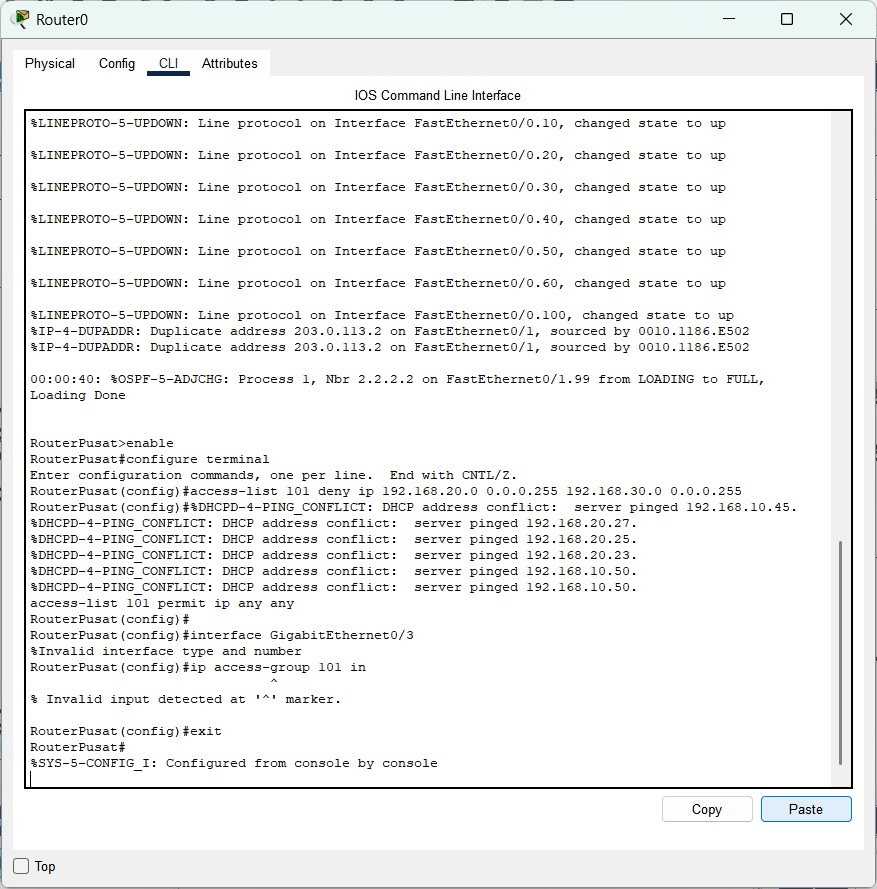 Router0
Physical Config CLI Attributes
IOS Command Line Interface
%LINEPROTO-5-UPDOWN: Line protocol on Interface FastEthernet0/0.10, changed state to up
%LINEPROTO-5-UPDOWN: Line protocol on Interface FastEthernet0/0.20, changed state to up
%LINEPROTO-5-UPDOWN: Line protocol on Interface FastEthernet0/0.30, changed state to up
%LINEPROTO-5-UPDOWN: Line protocol on Interface FastEthernet0/0.40, changed state to up
%LINEPROTO-5-UPDOWN: Line protocol on Interface FastEthernet0/0.50, changed state to up
%LINEPROTO-5-UPDOWN: Line protocol on Interface FastEthernet0/0.60, changed state to up
%LINEPROTO-5-UPDOWN: Line protocol on Interface FastEthernet0/0.100, changed state to up
%IP-4-DUPADDR: Duplicate address 203.0.113.2 on FastEthernet0/1, sourced by 0010.1186.E502
%IP-4-DUPADDR: Duplicate address 203.0.113.2 on FastEthernet0/1, sourced by 0010.1186.E502
00:00:40: %OSPF-5-ADJCHG: Process 1, Nbr 2.2.2.2 on FastEthernet0/1.99 from LOADING to FULL,
Loading Done
RouterPusat>enable
RouterPusat#configure terminal
Enter configuration commands, one per line.  End with CNTL/Z.
RouterPusat(config)#access-list 101 deny ip 192.168.20.0 0.0.0.255 192.168.30.0 0.0.0.255
RouterPusat(config)#%DHCPD-4-PING_CONFLICT: DHCP address conflict:  server pinged 192.168.10.45.
%DHCPD-4-PING_CONFLICT: DHCP address conflict:  server pinged 192.168.20.27.
%DHCPD-4-PING_CONFLICT: DHCP address conflict:  server pinged 192.168.20.25.
%DHCPD-4-PING_CONFLICT: DHCP address conflict:  server pinged 192.168.20.23.
%DHCPD-4-PING_CONFLICT: DHCP address conflict:  server pinged 192.168.10.50.
%DHCPD-4-PING_CONFLICT: DHCP address conflict:  server pinged 192.168.10.50.
access-list 101 permit ip any any
RouterPusat(config)#
RouterPusat(config)#interface GigabitEthernet0/3
%Invalid interface type and number
RouterPusat(config)#ip access-group 101 in
^
% Invalid input detected at '^' marker.
RouterPusat(config)#exit
RouterPusat#
%SYS-5-CONFIG_I: Configured from console by console
Copy Paste
Top